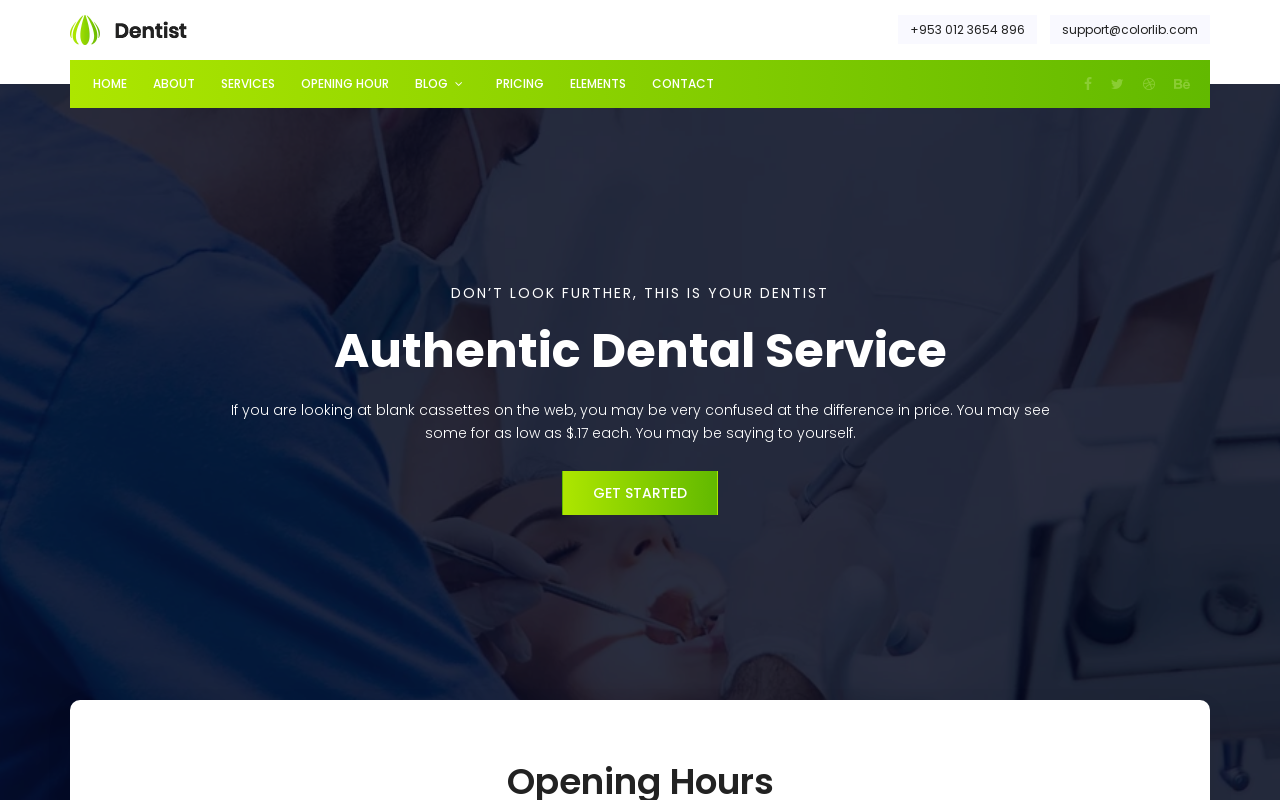 Dentist
+953 012 3654 896
support@colorlib.com
HOME ABOUT SERVICES OPENING HOUR BLOG PRICING ELEMENTS CONTACT
DON’T LOOK FURTHER, THIS IS YOUR DENTIST
Authentic Dental Service
If you are looking at blank cassettes on the web, you may be very confused at the difference in price. You may see
some for as low as $.17 each. You may be saying to yourself.
GET STARTED
Opening Hours